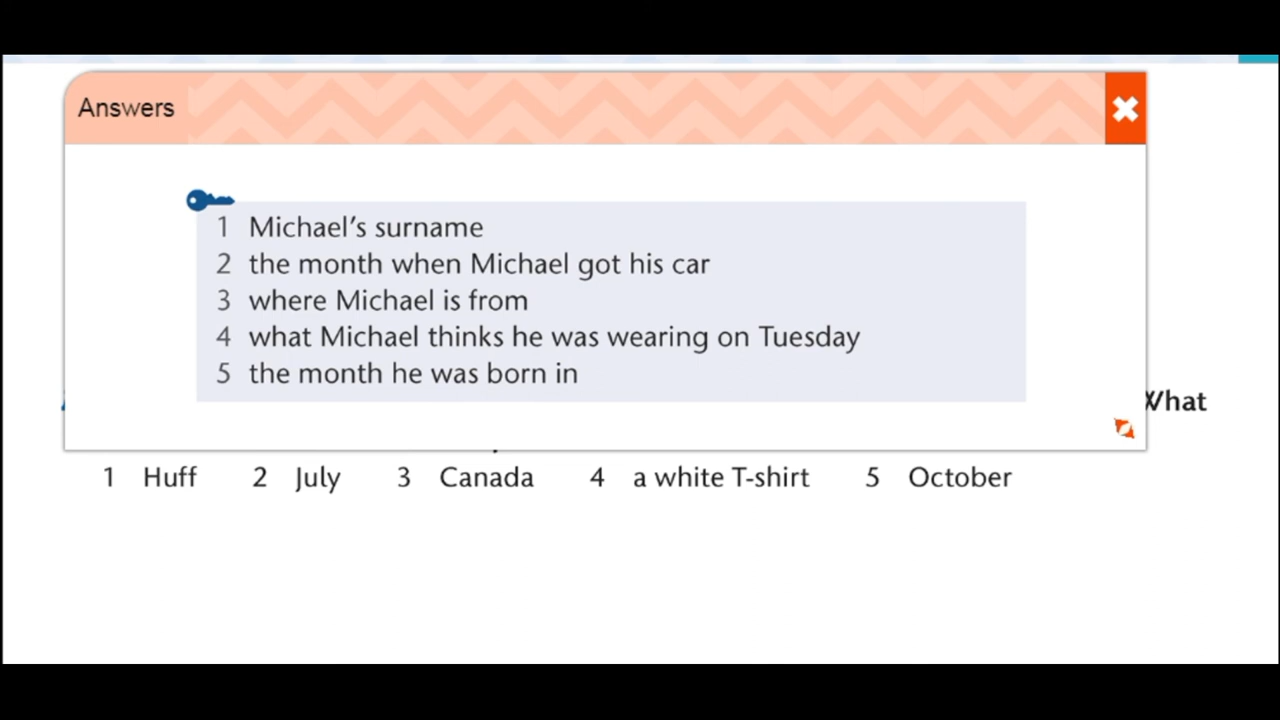 Answers
1 Michael's surname
2 the month when Michael got his car
3 where Michael is from
4 what Michael thinks he was wearing on Tuesday
5 the month he was born in
What
1 Huff 2 July 3 Canada 4 a white T-shirt 5 October